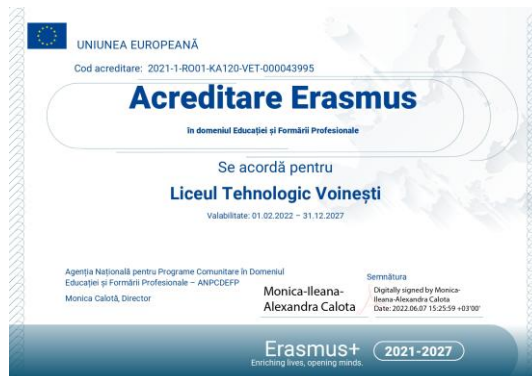 UNIUNEA EUROPEANĂ
Cod acreditare: 2021-1-RO01-KA120-VET-000043995
Acreditare Erasmus
în domeniul Educației și Formării Profesionale
Se acordă pentru
Liceul Tehnologic Voinești
Valabilitate: 01.02.2022 – 31.12.2027
Agenția Națională pentru Programe Comunitare în Domeniul
Educației și Formării Profesionale – ANPCDEFP
Monica Calotă, Director
Semnătura
Monica-Ileana-
Alexandra Calota
Digitally signed by Monica-
Ileana-Alexandra Calota
Date: 2022.06.07 15:25:59 +03'00'
Erasmus+
Enriching lives, opening minds.
2021-2027